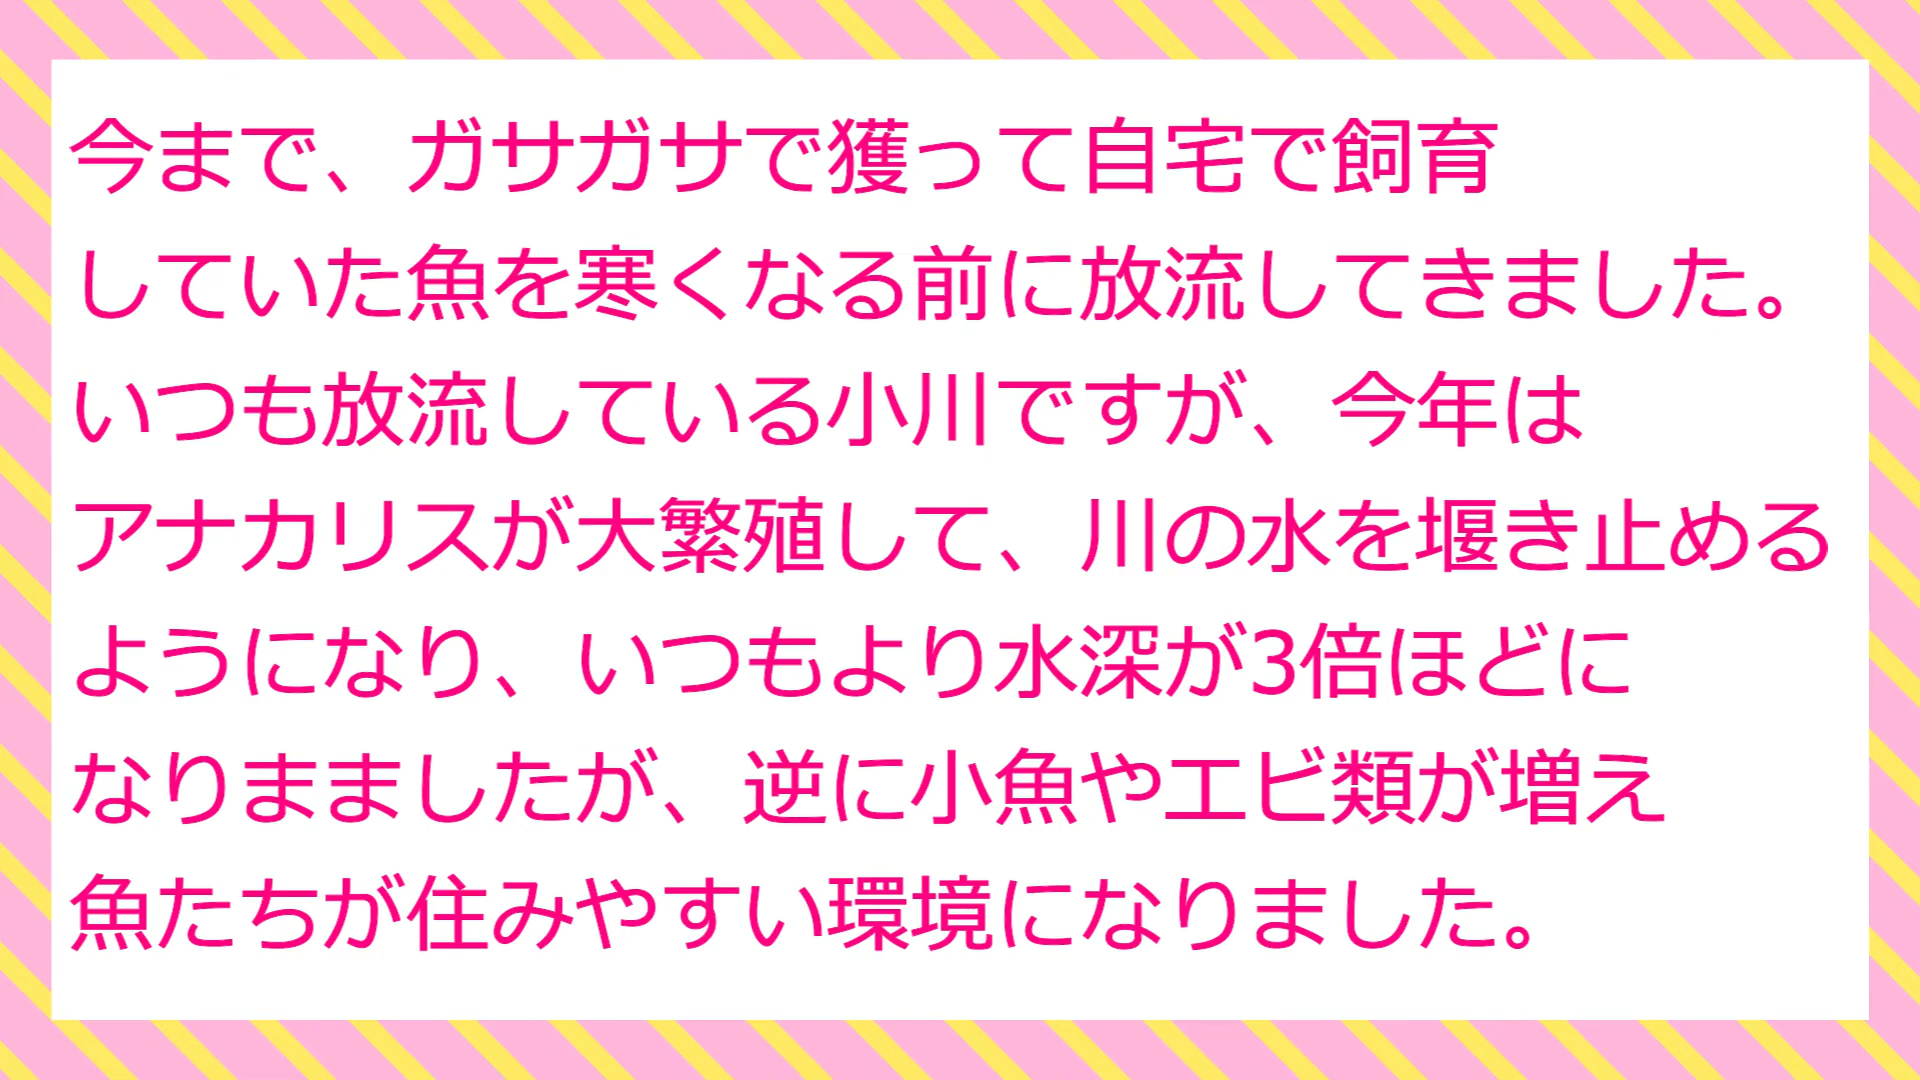 今まで、ガサガサで獲って自宅で飼育
していた魚を寒くなる前に放流してきました。
いつも放流している小川ですが、今年は
アナカリスが大繁殖して、川の水を堰き止める
ようになり、いつもより水深が3倍ほどに
なりまましたが、逆に小魚やエビ類が増え
魚たちが住みやすい環境になりました。